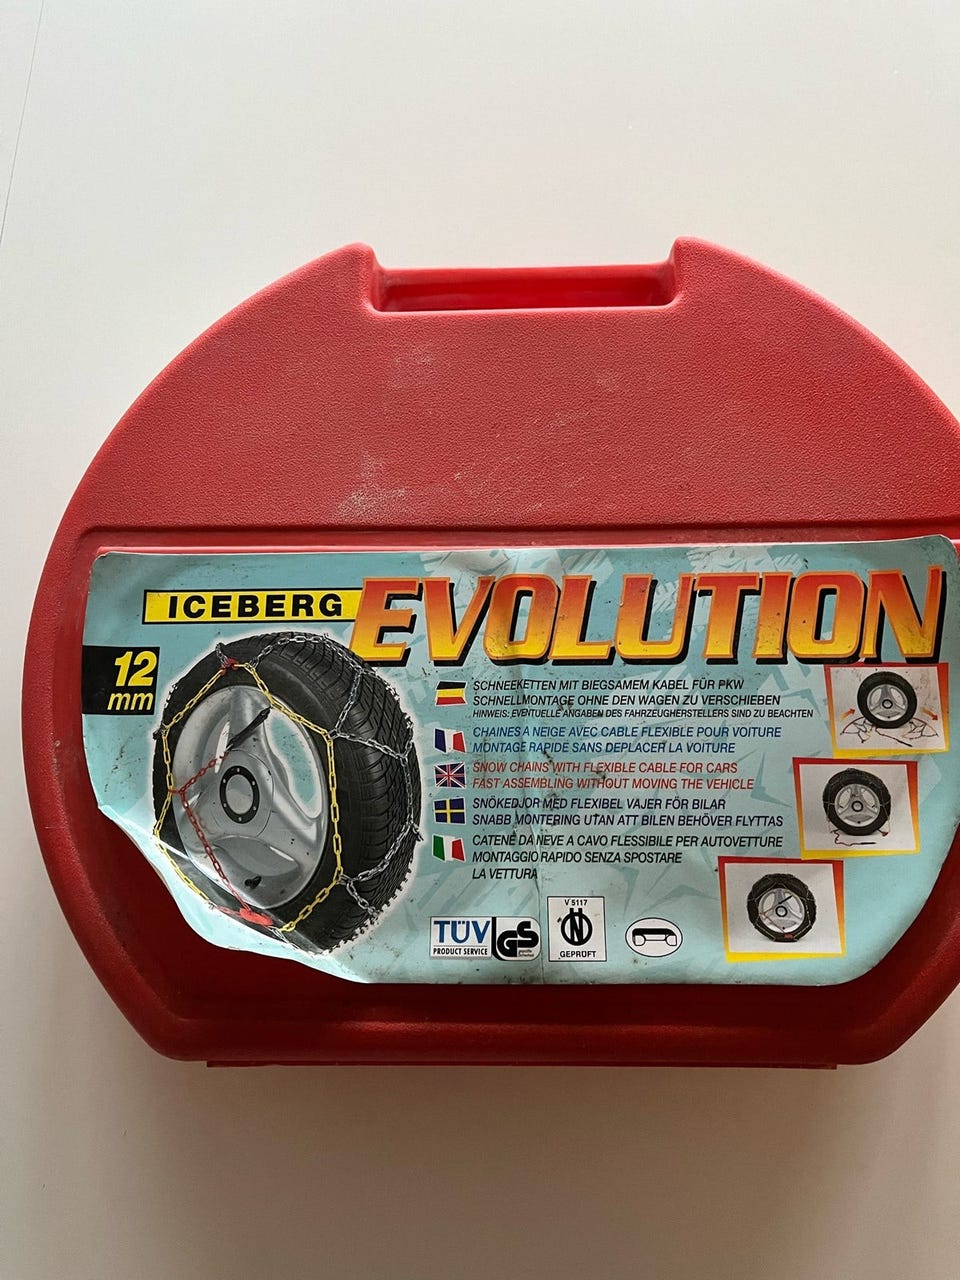 ICEBERG EVOLUTION
12
mm
SCHNEEKETTEN MIT BIEGSAMEM KABEL FÜR PKW
SCHNELLMONTAGE OHNE DEN WAGEN ZU VERSCHIEBEN
HINWEIS: EVENTUELLE ANGABEN DES FAHRZEUGHERSTELLERS SIND ZU BEACHTEN
CHAINES A NEIGE AVEC CABLE FLEXIBLE POUR VOITURE
MONTAGE RAPIDE SANS DEPLACER LA VOITURE
SNOW CHAINS WITH FLEXIBLE CABLE FOR CARS
FAST ASSEMBLING WITHOUT MOVING THE VEHICLE
SNÖKEDJOR MED FLEXIBEL VAJER FÖR BILAR
SNABB MONTERING UTAN ATT BILEN BEHÖVER FLYTTAS
CATENE DA NEVE A CAVO FLESSIBILE PER AUTOVETTURE
MONTAGGIO RAPIDO SENZA SPOSTARE
LA VETTURA
TÜV
PRODUCT SERVICE
GS
V 5117
GEPRÜFT